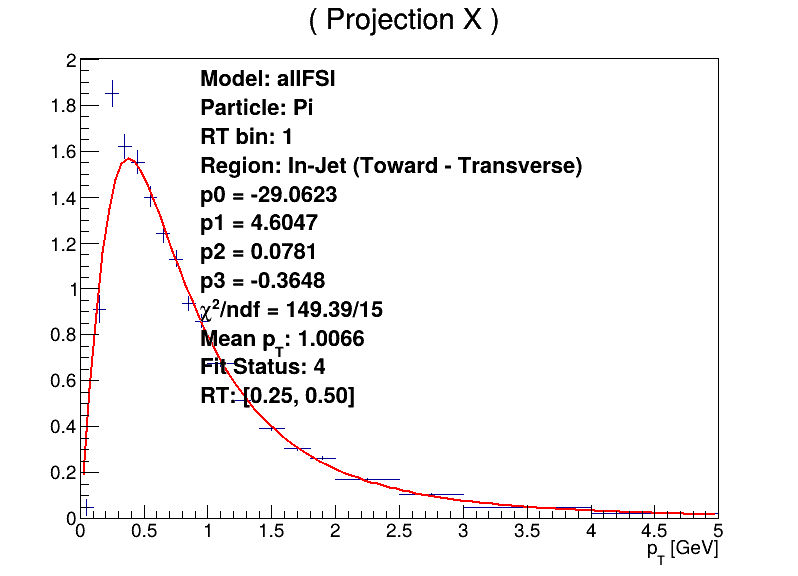 ( Projection X )
Model: allFSI
Particle: Pi
RT bin: 1
Region: In-Jet (Toward - Transverse)
p0 = -29.0623
p1 = 4.6047
p2 = 0.0781
p3 = -0.3648
χ²/ndf = 149.39/15
Mean p_T: 1.0066
Fit Status: 4
RT: [0.25, 0.50]
2
1.8
1.6
1.4
1.2
1
0.8
0.6
0.4
0.2
0
0 0.5 1 1.5 2 2.5 3 3.5 4 4.5 5
p_T [GeV]